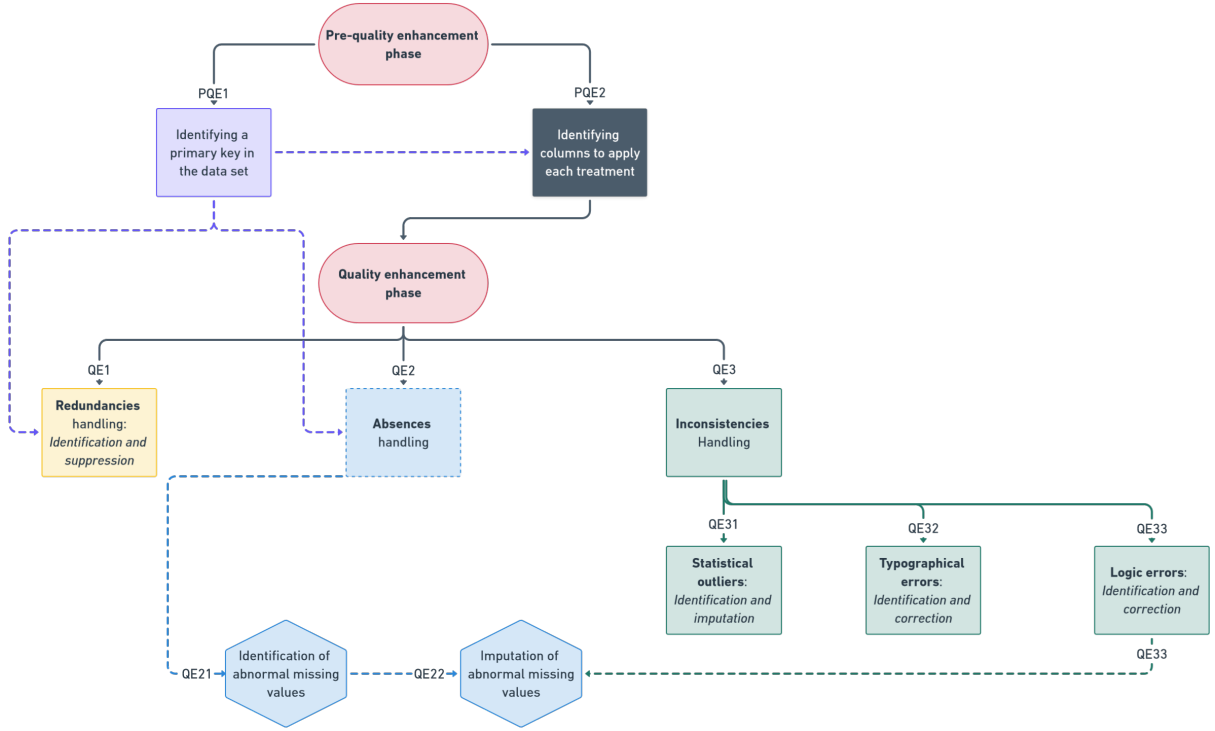 Pre-quality enhancement
phase
PQE1
PQE2
Identifying a
primary key in
the data set
Identifying
columns to apply
each treatment
Quality enhancement
phase
QE1
QE2
QE3
Redundancies
handling:
Identification and
suppression
Absences
handling
Inconsistencies
Handling
QE31
QE32
QE33
Statistical
outliers:
Identification and
imputation
Typographical
errors:
Identification and
correction
Logic errors:
Identification and
correction
QE33
QE21
Identification of
abnormal missing
values
QE22
Imputation of
abnormal missing
values